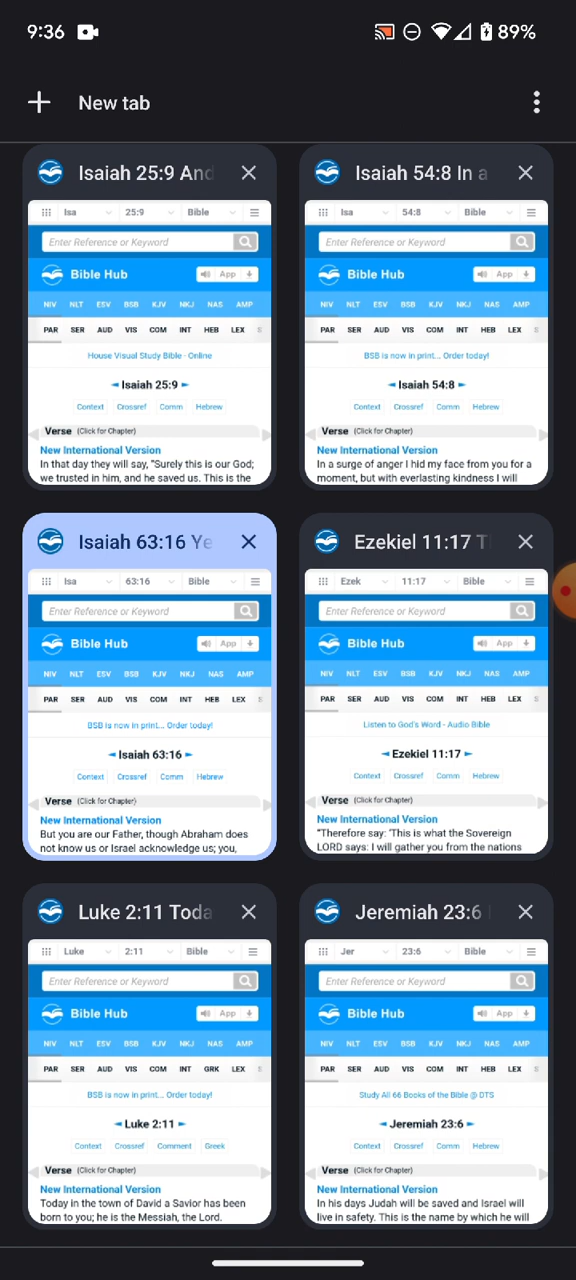 9:36
89%
New tab
Isaiah 25:9 And
Isa 25:9 Bible
Enter Reference or Keyword
Bible Hub App
NIV NLT ESV BSB KJV NKJ NAS AMP
PAR SER AUD VIS COM INT HEB LEX S
House Visual Study Bible - Online
Isaiah 25:9
Context Crossref Comm Hebrew
Verse (Click for Chapter)
New International Version
In that day they will say, "Surely this is our God;
we trusted in him, and he saved us. This is the
Isaiah 54:8 In a
Isa 54:8 Bible
Enter Reference or Keyword
Bible Hub App
NIV NLT ESV BSB KJV NKJ NAS AMP
PAR SER AUD VIS COM INT HEB LEX S
BSB is now in print... Order today!
Isaiah 54:8
Context Crossref Comm Hebrew
Verse (Click for Chapter)
New International Version
In a surge of anger I hid my face from you for a
moment, but with everlasting kindness I will
Isaiah 63:16 Ye
Isa 63:16 Bible
Enter Reference or Keyword
Bible Hub App
NIV NLT ESV BSB KJV NKJ NAS AMP
PAR SER AUD VIS COM INT HEB LEX S
BSB is now in print... Order today!
Isaiah 63:16
Context Crossref Comm Hebrew
Verse (Click for Chapter)
New International Version
But you are our Father, though Abraham does
not know us or Israel acknowledge us; you,
Ezekiel 11:17 T
Ezek 11:17 Bible
Enter Reference or Keyword
Bible Hub App
NIV NLT ESV BSB KJV NKJ NAS AMP
PAR SER AUD VIS COM INT HEB LEX S
Listen to God's Word - Audio Bible
Ezekiel 11:17
Context Crossref Comm Hebrew
Verse (Click for Chapter)
New International Version
"Therefore say: 'This is what the Sovereign
LORD says: I will gather you from the nations
Luke 2:11 Toda
Luke 2:11 Bible
Enter Reference or Keyword
Bible Hub App
NIV NLT ESV BSB KJV NKJ NAS AMP
PAR SER AUD VIS COM INT GRK LEX S
BSB is now in print... Order today!
Luke 2:11
Context Crossref Comment Greek
Verse (Click for Chapter)
New International Version
Today in the town of David a Savior has been
born to you; he is the Messiah, the Lord.
Jeremiah 23:6
Jer 23:6 Bible
Enter Reference or Keyword
Bible Hub App
NIV NLT ESV BSB KJV NKJ NAS AMP
PAR SER AUD VIS COM INT HEB LEX S
Study All 66 Books of the Bible @ DTS
Jeremiah 23:6
Context Crossref Comm Hebrew
Verse (Click for Chapter)
New International Version
In his days Judah will be saved and Israel will
live in safety. This is the name by which he will